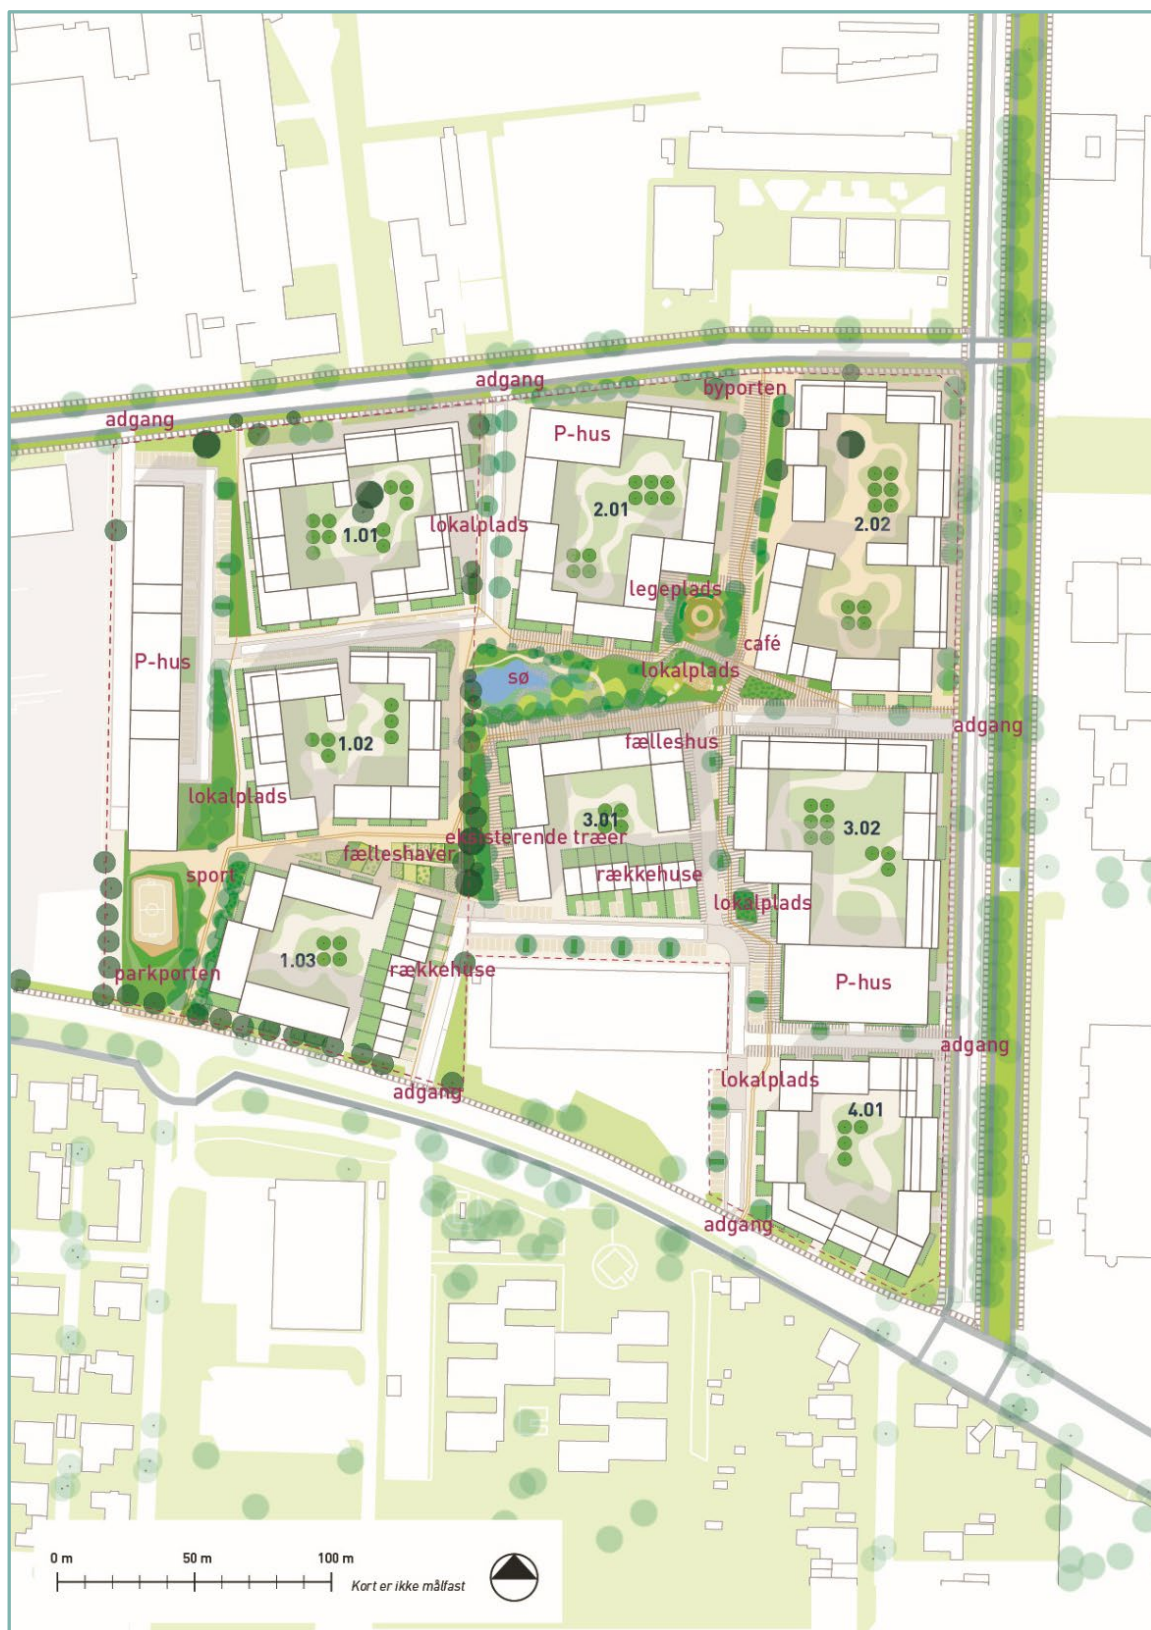 adgang
byporten
adgang
P-hus
2.01
2.02
lokalplads
1.01
legeplads
café
P-hus
sø
lokalplads
adgang
1.02
fælleshus
lokalplads
3.01
3.02
eksisterende træer
fælleshaver
sport
rækkehuse
lokalplads
1.03
rækkehuse
parkporten
P-hus
adgang
lokalplads
adgang
4.01
adgang
0 m 50 m 100 m
Kort er ikke målfast